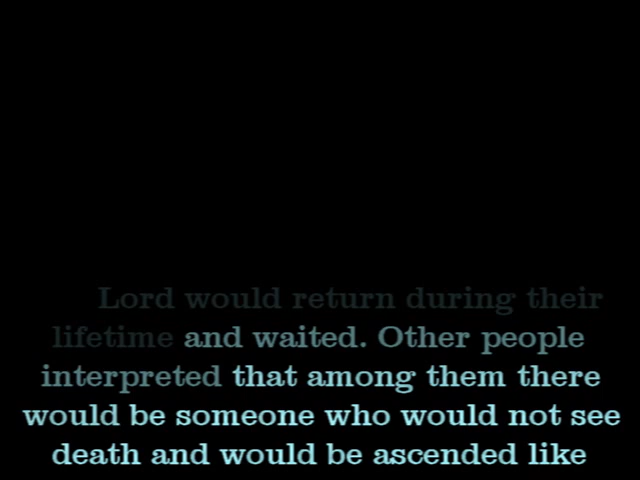 Lord would return during their
lifetime and waited. Other people
interpreted that among them there
would be someone who would not see
death and would be ascended like